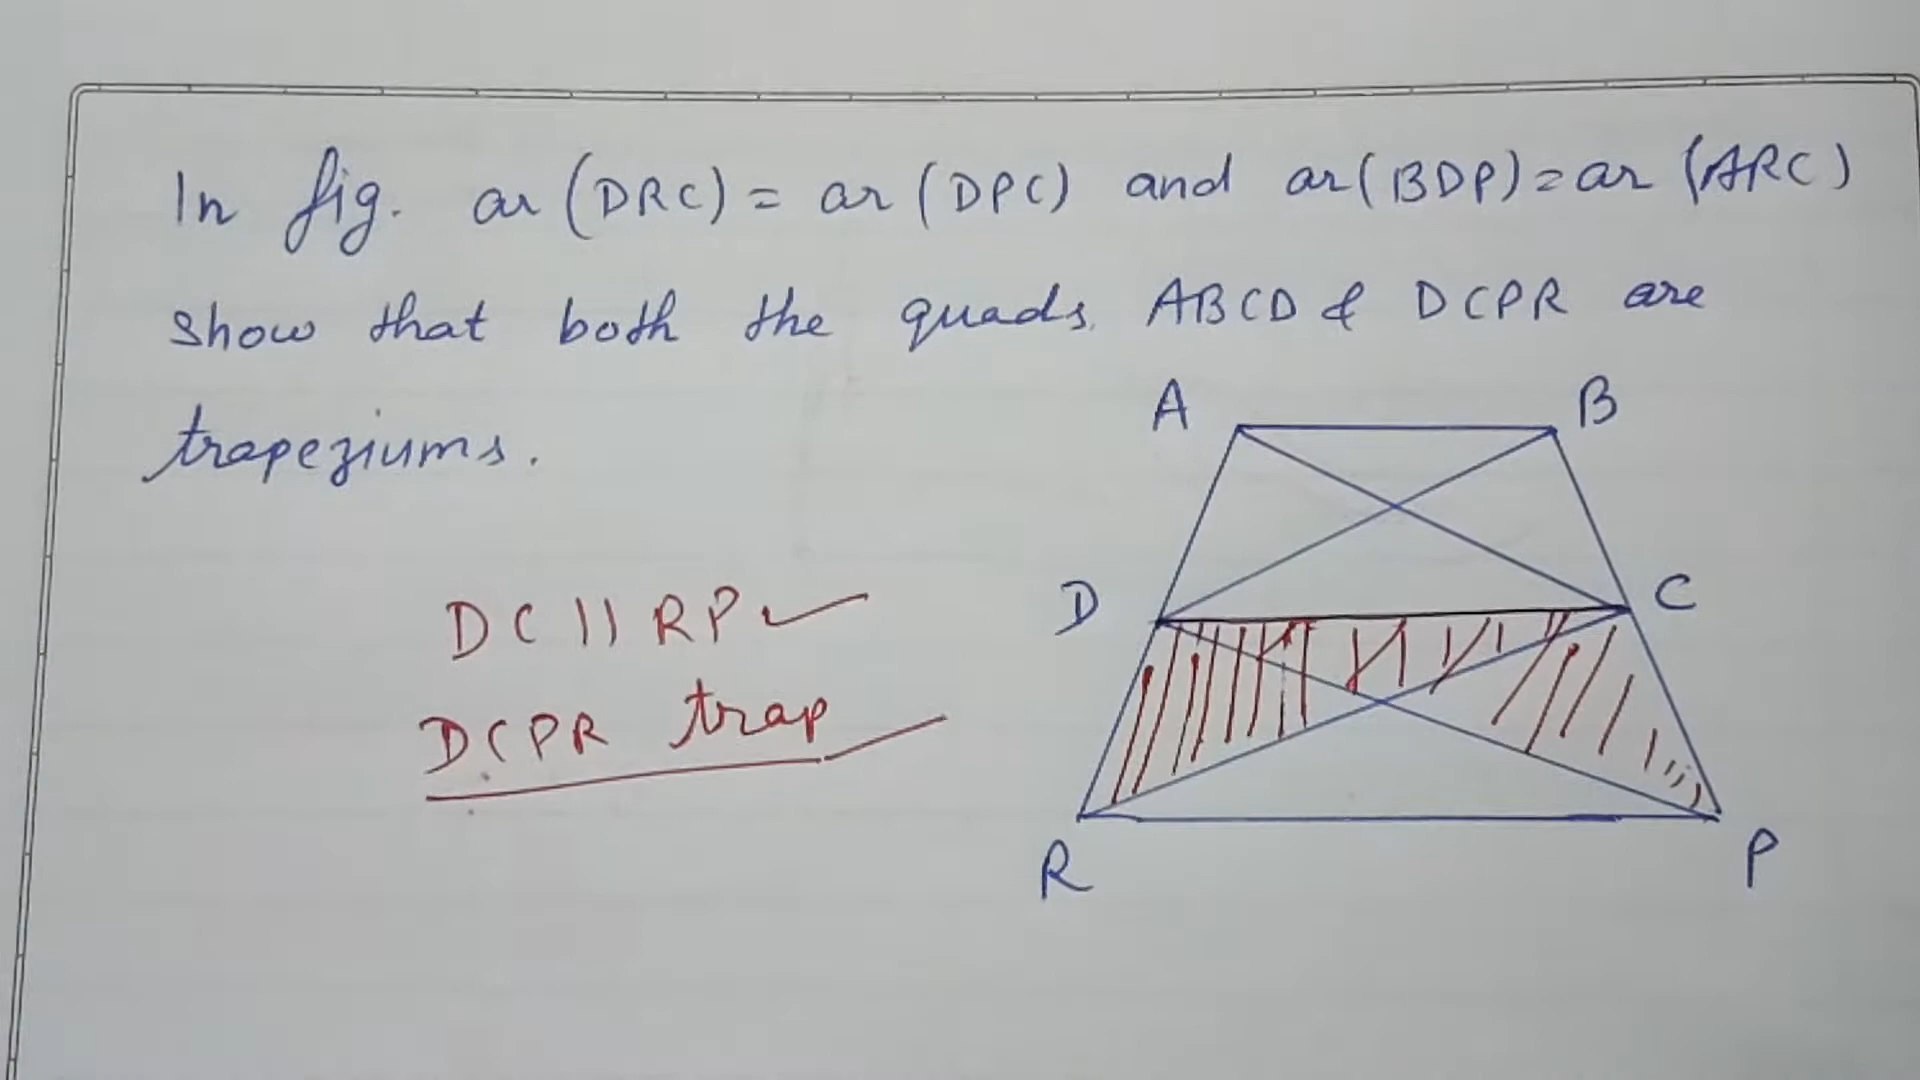 In fig. ar (DRC) = ar (DPC) and ar (BDP) = ar (ARC)
show that both the quads. ABCD & DCPR are
trapeziums.
A B
D C
DC || RP
DCPR trap
R P